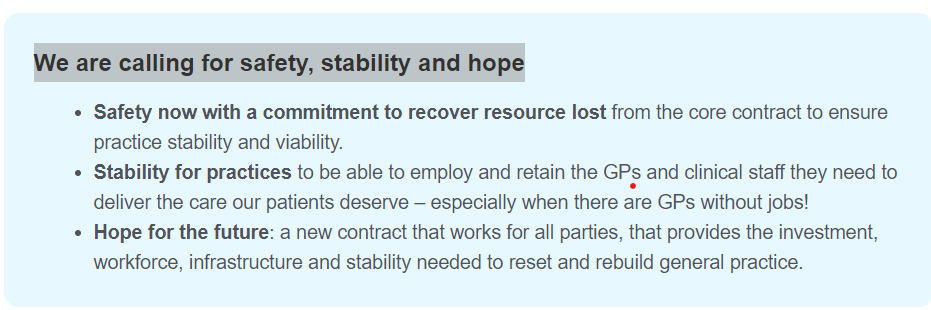 We are calling for safety, stability and hope
• Safety now with a commitment to recover resource lost from the core contract to ensure
practice stability and viability.
• Stability for practices to be able to employ and retain the GPs and clinical staff they need to
deliver the care our patients deserve – especially when there are GPs without jobs!
• Hope for the future: a new contract that works for all parties, that provides the investment,
workforce, infrastructure and stability needed to reset and rebuild general practice.